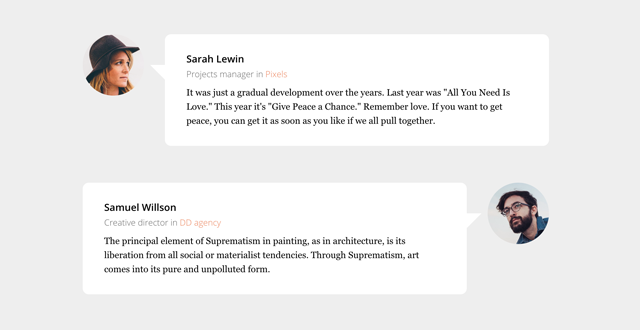 Sarah Lewin
Projects manager in Pixels
It was just a gradual development over the years. Last year was "All You Need Is
Love." This year it's "Give Peace a Chance." Remember love. If you want to get
peace, you can get it as soon as you like if we all pull together.
Samuel Willson
Creative director in DD agency
The principal element of Suprematism in painting, as in architecture, is its
liberation from all social or materialist tendencies. Through Suprematism, art
comes into its pure and unpolluted form.